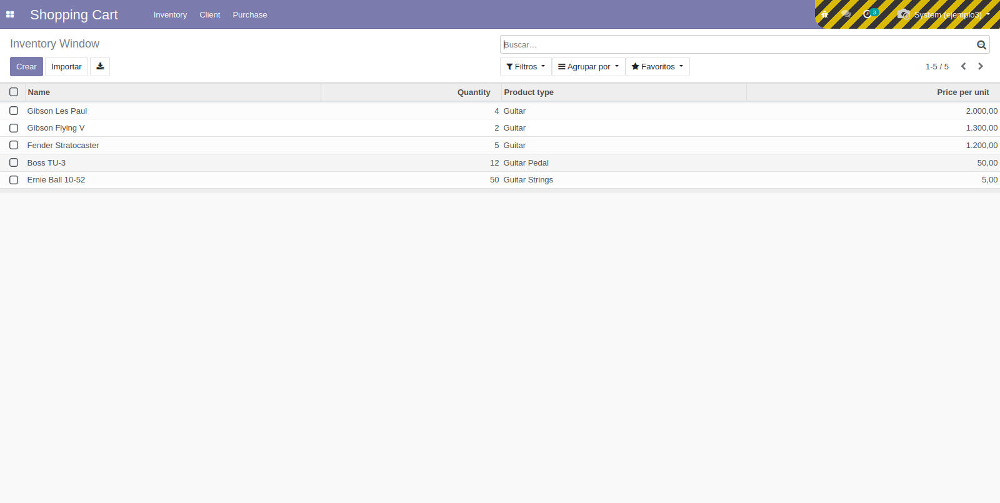 Shopping Cart Inventory Client Purchase 3 System (ejemplo3)
Inventory Window
Buscar...
Crear Importar Filtros Agrupar por Favoritos 1-5 / 5
Name Quantity Product type Price per unit
Gibson Les Paul 4 Guitar 2.000,00
Gibson Flying V 2 Guitar 1.300,00
Fender Stratocaster 5 Guitar 1.200,00
Boss TU-3 12 Guitar Pedal 50,00
Ernie Ball 10-52 50 Guitar Strings 5,00